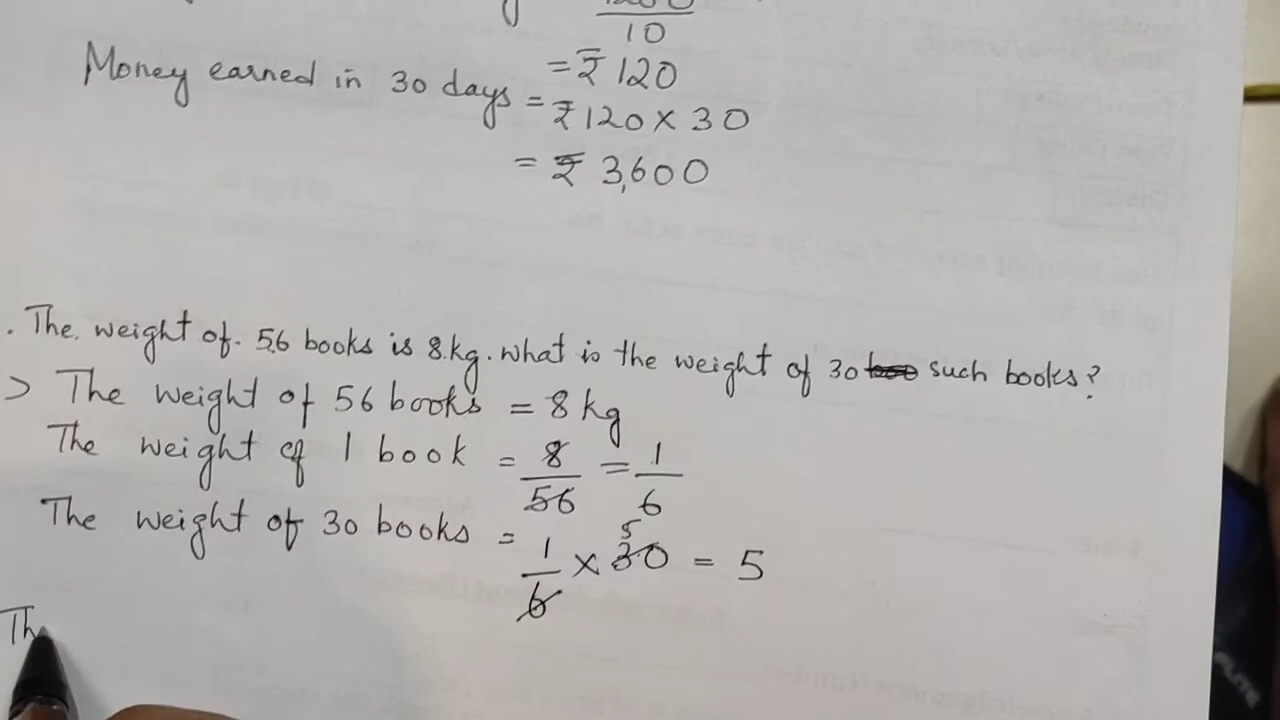 10
= ₹ 120
Money earned in 30 days = ₹ 120 × 30
= ₹ 3,600
. The weight of 56 books is 8 kg. what is the weight of 30 such books?
> The weight of 56 books = 8 kg
The weight of 1 book = 8/56 = 1/6
The weight of 30 books = 1/6 × 30 5 = 5
Th